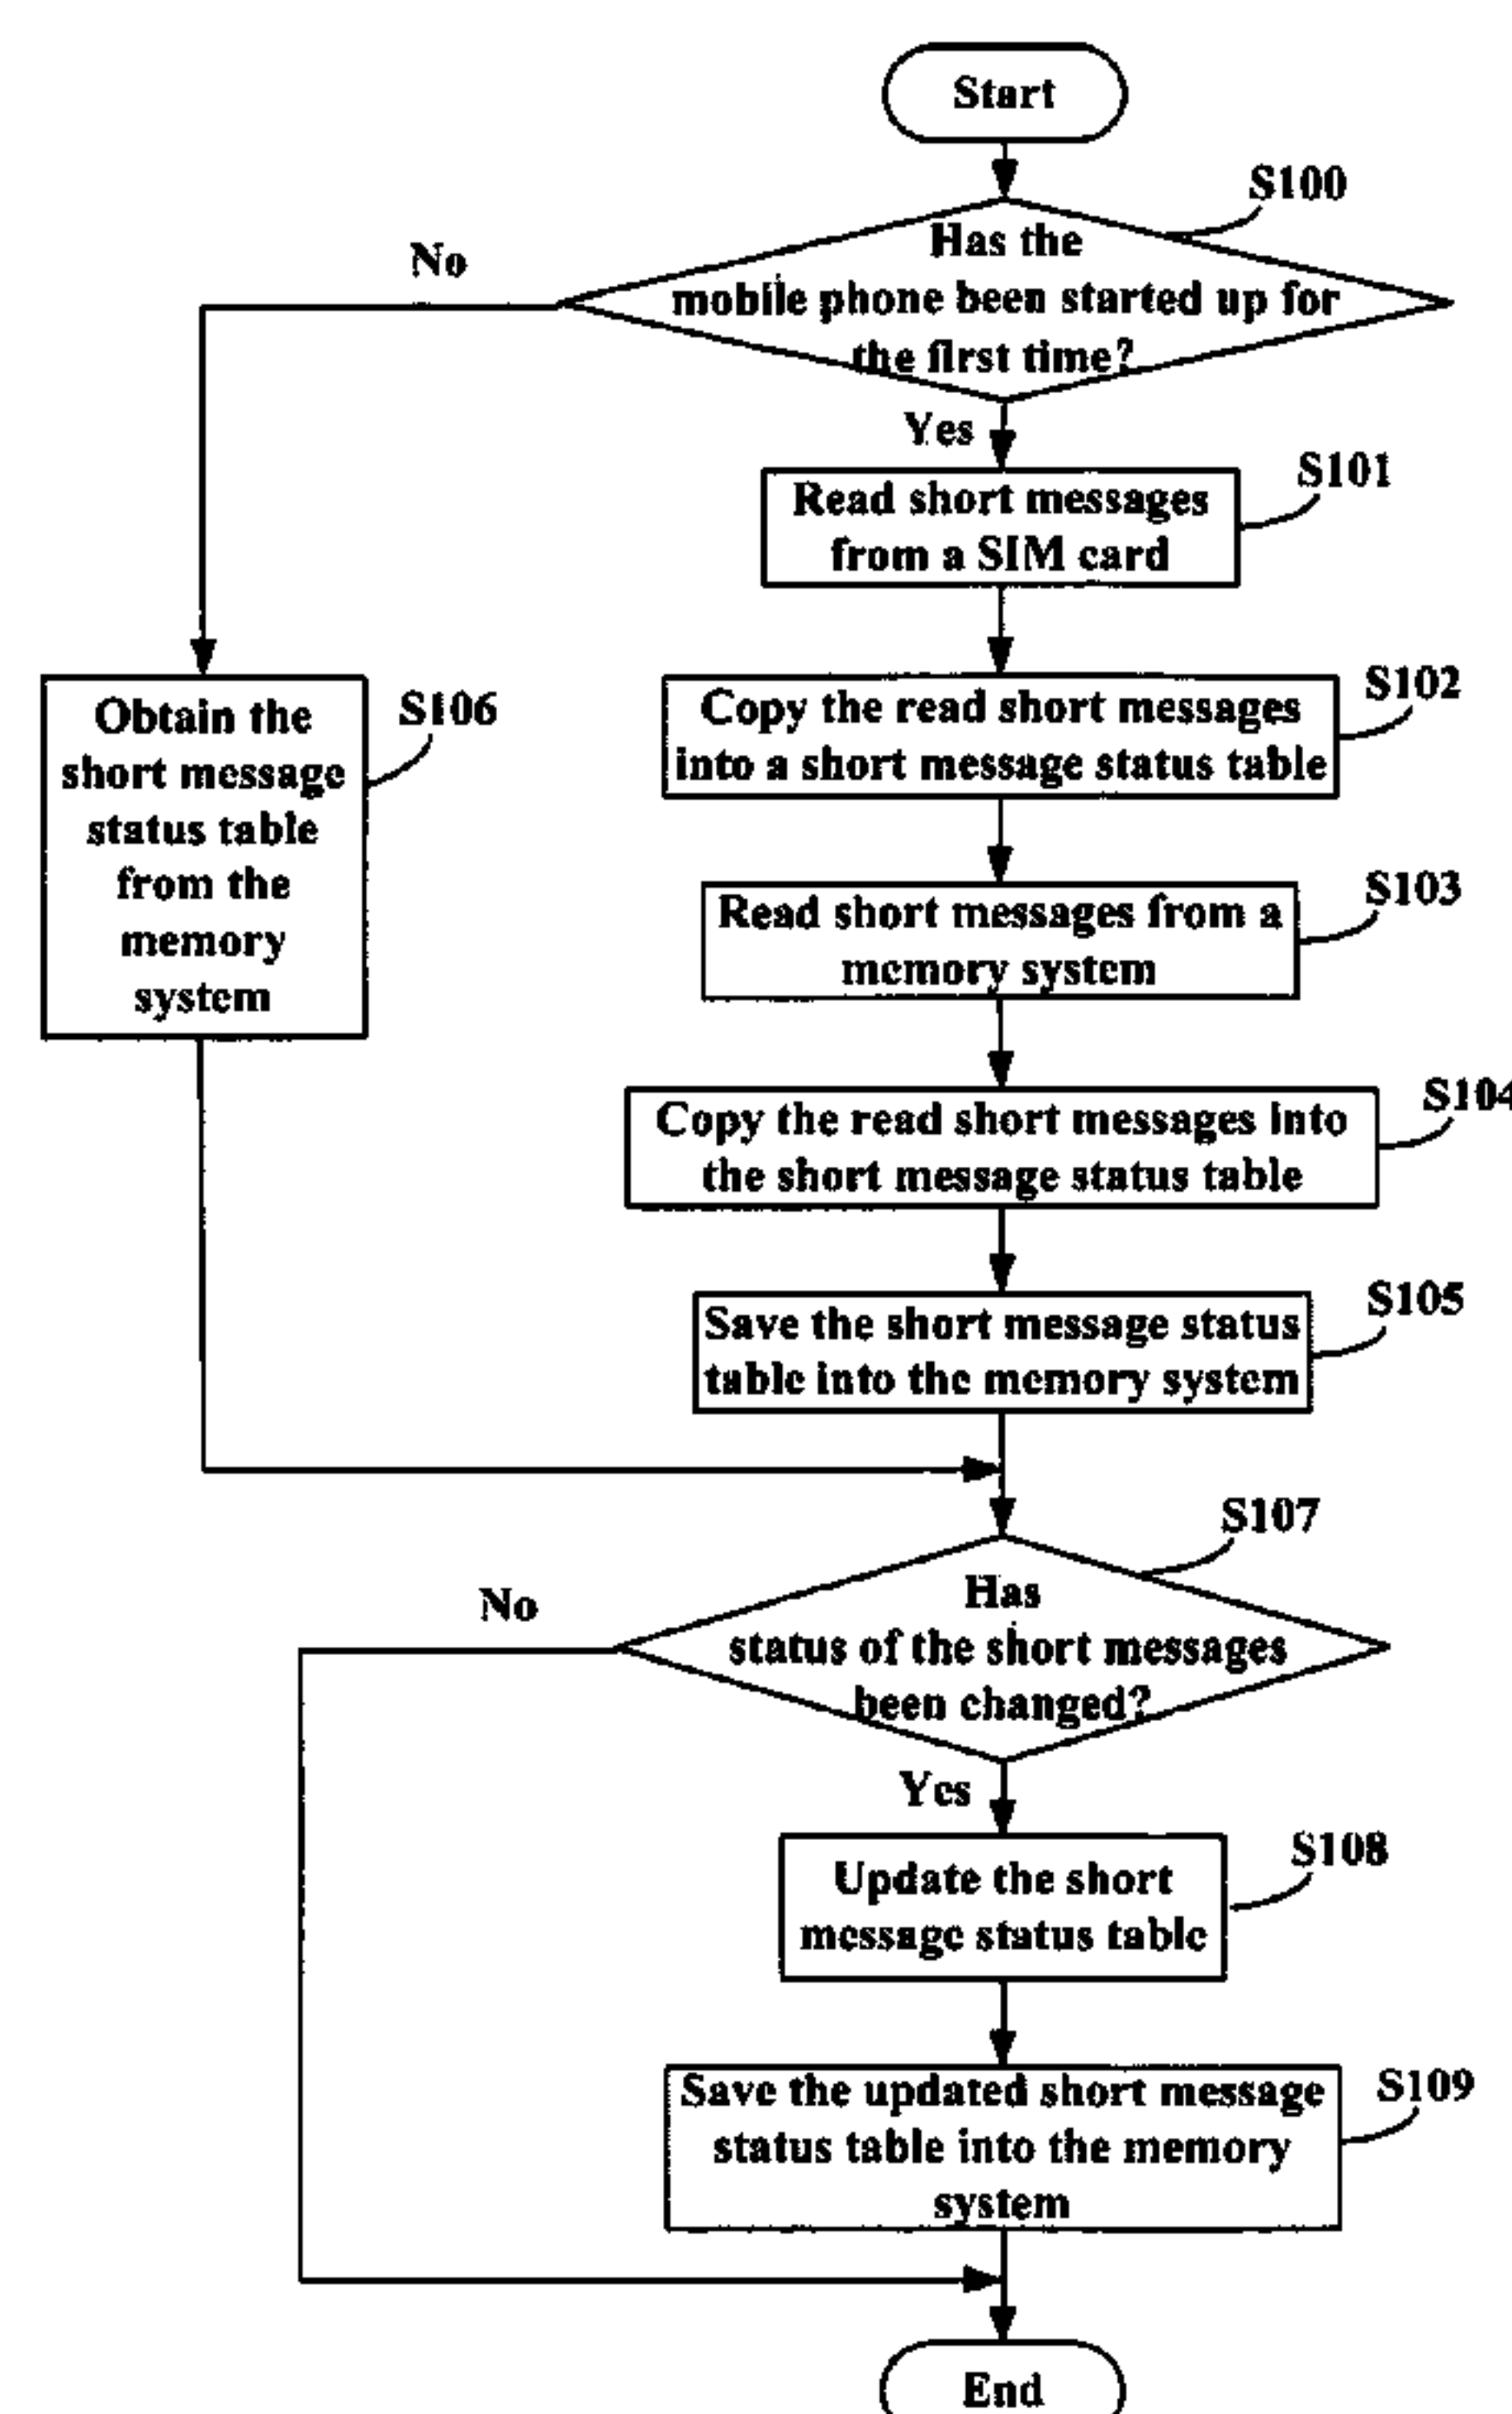 Start
S100
Has the
mobile phone been started up for
the first time?
No
Yes
S101
Read short messages
from a SIM card
S102
Copy the read short messages
into a short message status table
S106
Obtain the
short message
status table
from the
memory
system
S103
Read short messages from a
memory system
S104
Copy the read short messages into
the short message status table
S105
Save the short message status
table into the memory system
S107
Has
status of the short messages
been changed?
No
Yes
S108
Update the short
message status table
S109
Save the updated short message
status table into the memory
system
End